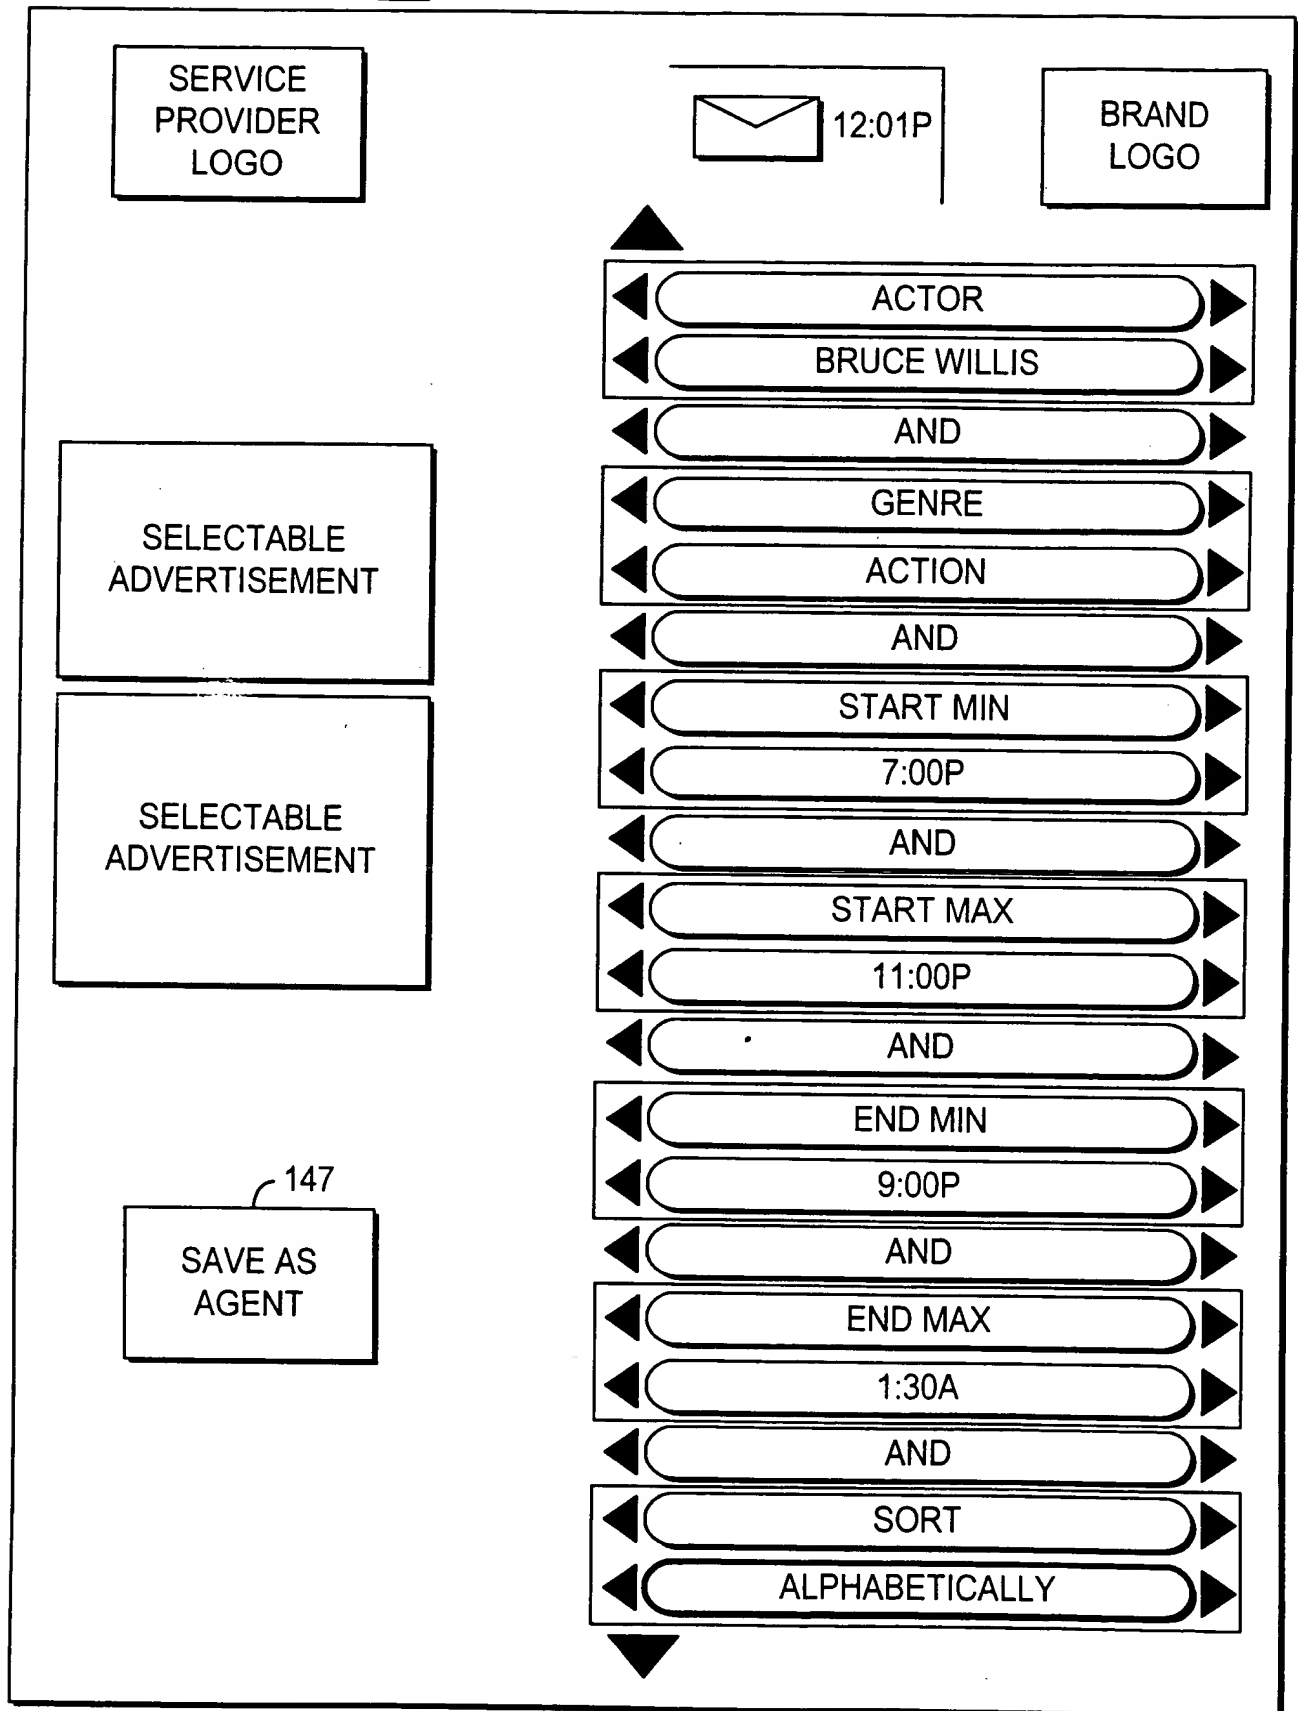 SERVICE
PROVIDER
LOGO
12:01P
BRAND
LOGO
ACTOR
BRUCE WILLIS
AND
GENRE
ACTION
AND
START MIN
7:00P
AND
START MAX
11:00P
AND
END MIN
9:00P
AND
END MAX
1:30A
AND
SORT
ALPHABETICALLY
SELECTABLE
ADVERTISEMENT
SELECTABLE
ADVERTISEMENT
147
SAVE AS
AGENT